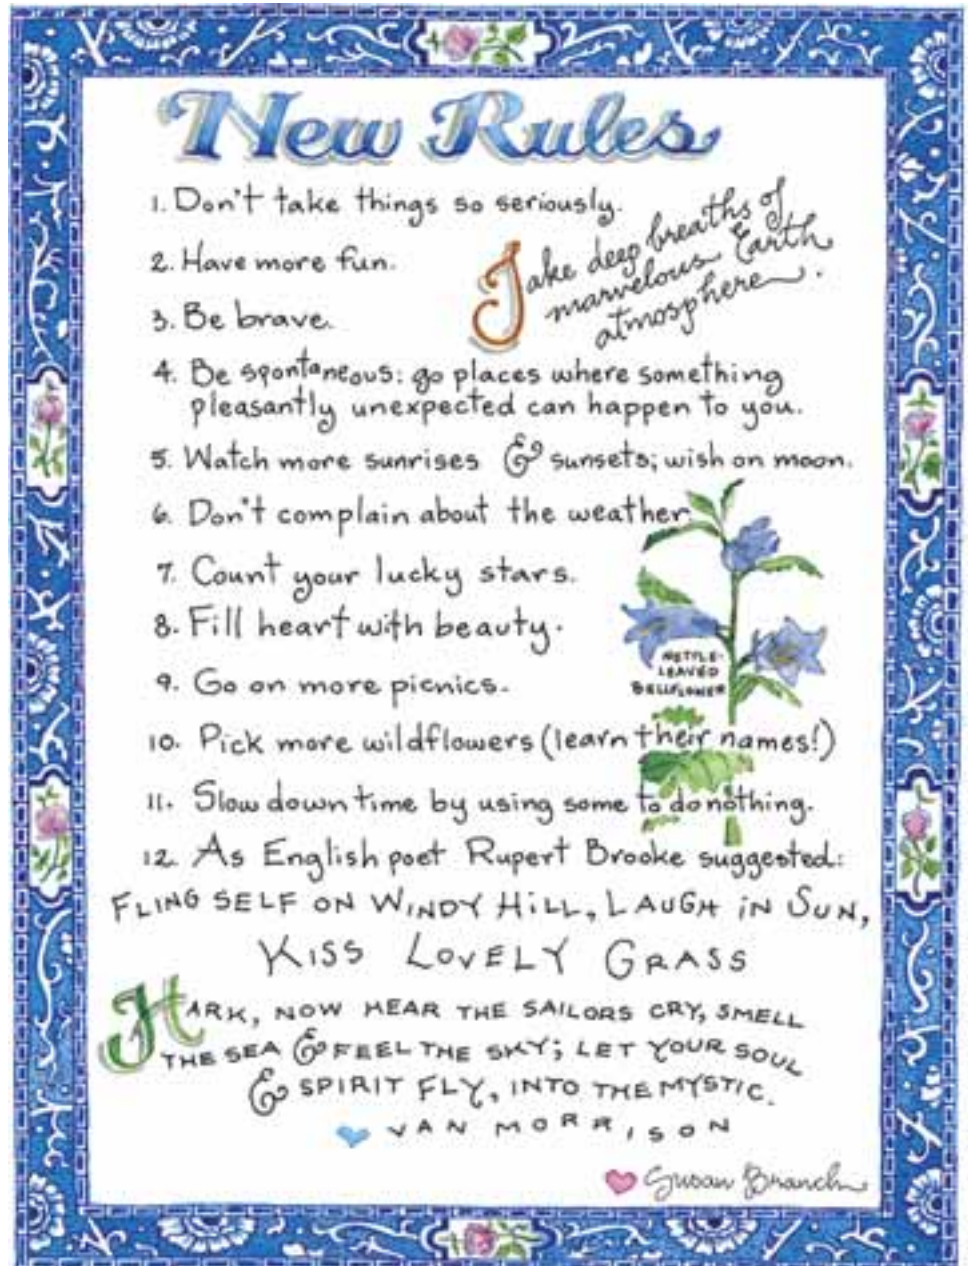 New Rules
1. Don't take things so seriously.
Take deep breaths of
marvelous Earth
atmosphere.
2. Have more fun.
3. Be brave.
4. Be spontaneous: go places where something
pleasantly unexpected can happen to you.
5. Watch more sunrises & sunsets; wish on moon.
6. Don't complain about the weather.
7. Count your lucky stars.
8. Fill heart with beauty.
NETTLE-
LEAVED
BELLFLOWER
9. Go on more picnics.
10. Pick more wildflowers (learn their names!)
11. Slow down time by using some to do nothing.
12. As English poet Rupert Brooke suggested:
FLING SELF ON WINDY HILL, LAUGH IN SUN,
KISS LOVELY GRASS
HARK, NOW HEAR THE SAILORS CRY, SMELL
THE SEA & FEEL THE SKY; LET YOUR SOUL
& SPIRIT FLY, INTO THE MYSTIC.
VAN MORRISON
Susan Branch